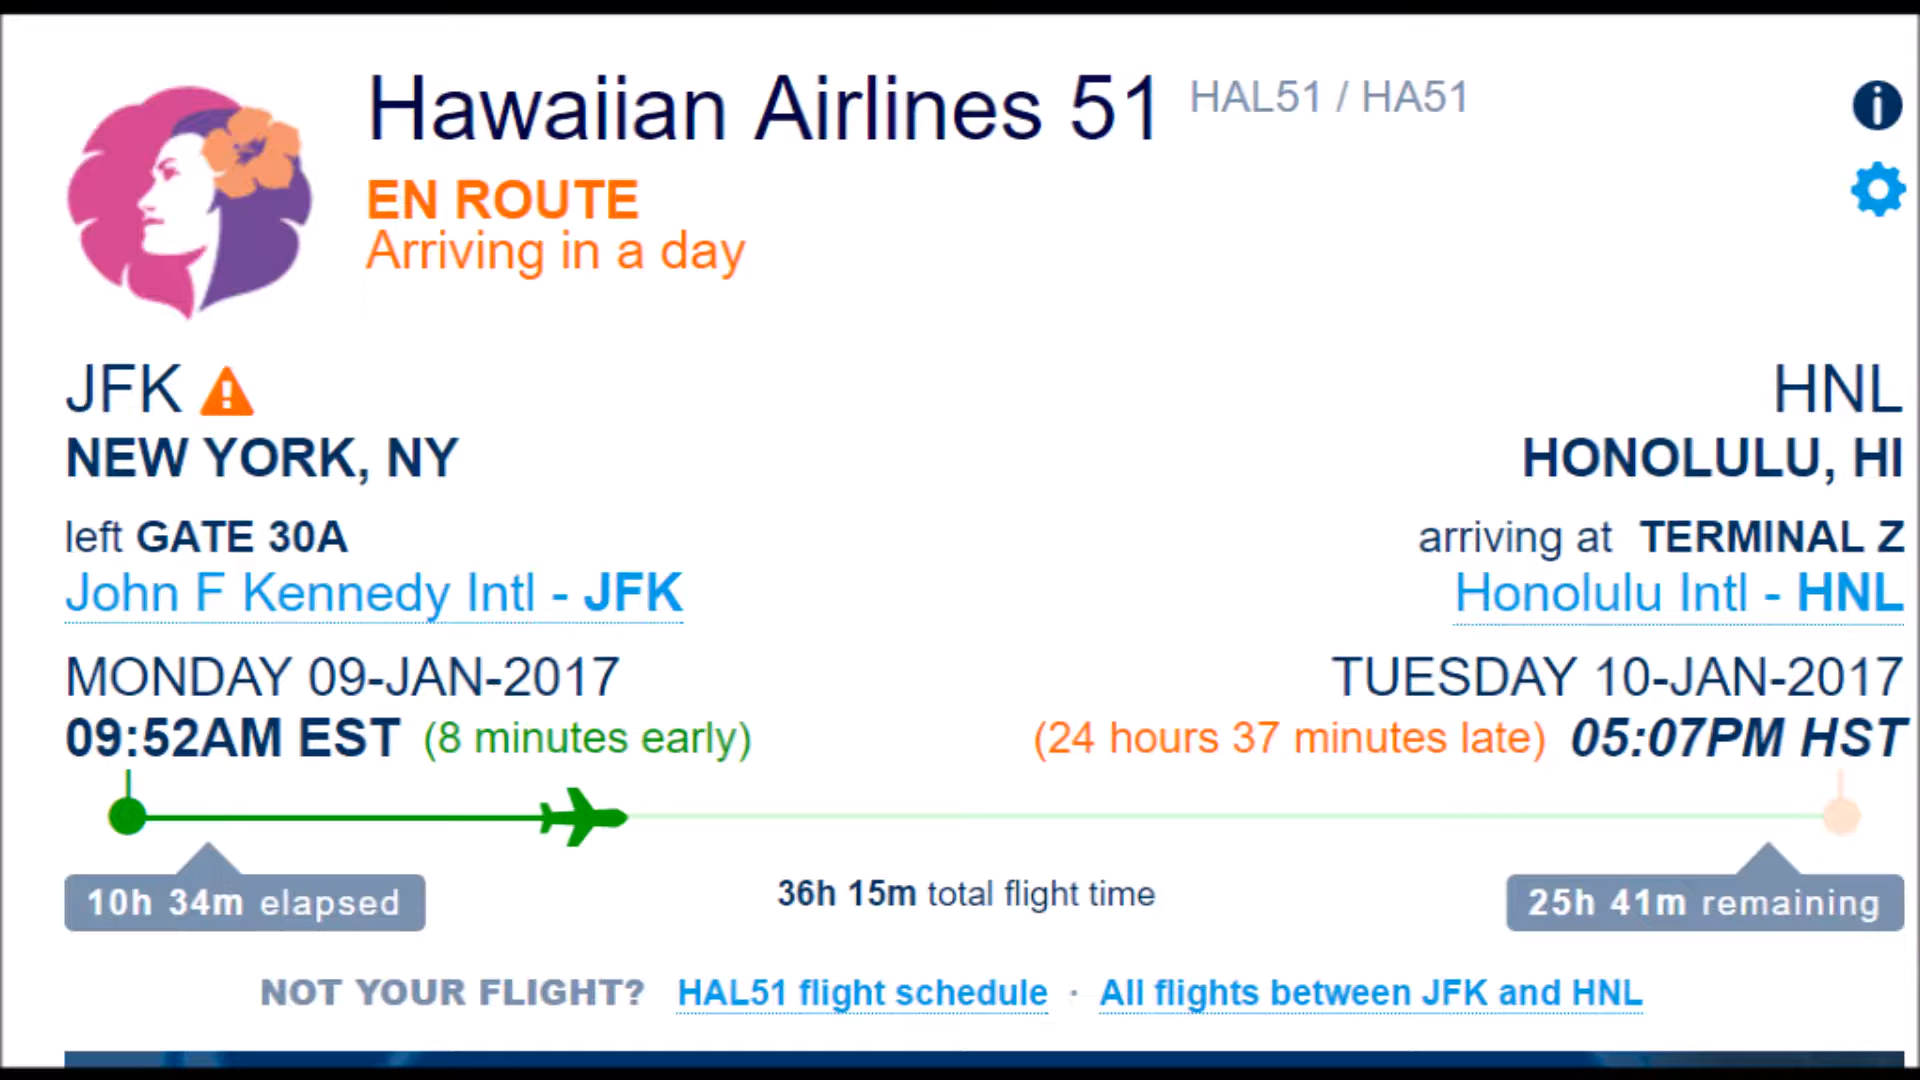 Hawaiian Airlines 51 HAL51 / HA51
EN ROUTE
Arriving in a day
JFK
NEW YORK, NY
left GATE 30A
John F Kennedy Intl - JFK
MONDAY 09-JAN-2017
09:52AM EST (8 minutes early)
HNL
HONOLULU, HI
arriving at TERMINAL Z
Honolulu Intl - HNL
TUESDAY 10-JAN-2017
(24 hours 37 minutes late) 05:07PM HST
10h 34m elapsed
36h 15m total flight time
25h 41m remaining
NOT YOUR FLIGHT? HAL51 flight schedule · All flights between JFK and HNL